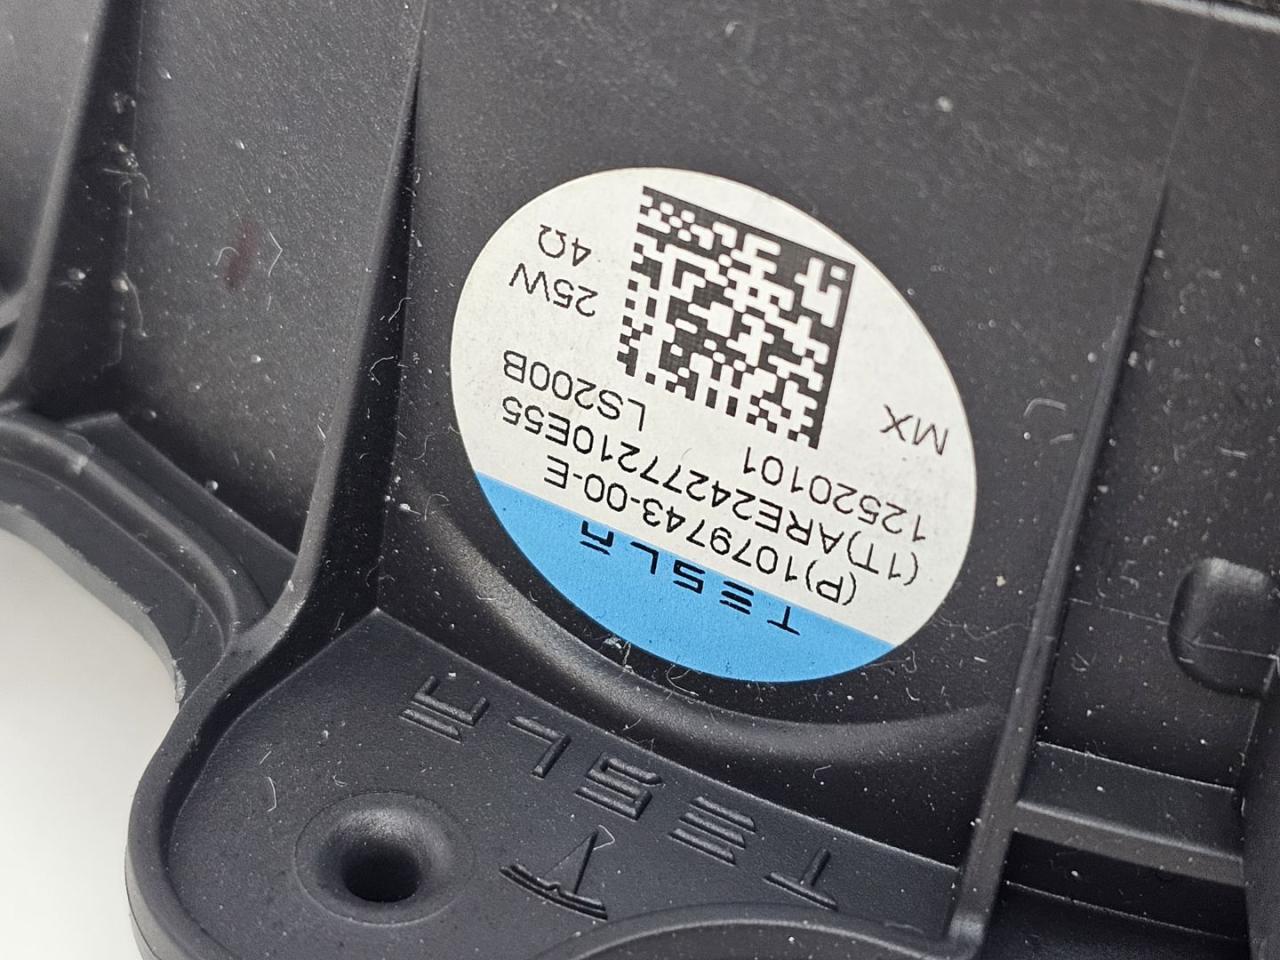 TESLA
(P)1079743-00-E
(1T)ARE24277210E55
12520101 LS200B
MX
25W
4Ω
TESLA